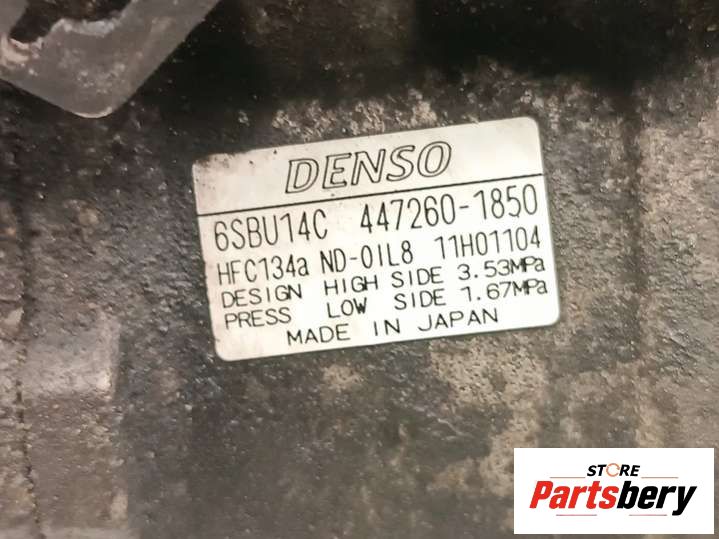 DENSO
6SBU14C 447260-1850
HFC134a ND-OIL8 11H01104
DESIGN HIGH SIDE 3.53MPa
PRESS LOW SIDE 1.67MPa
MADE IN JAPAN
STORE
Partsbery